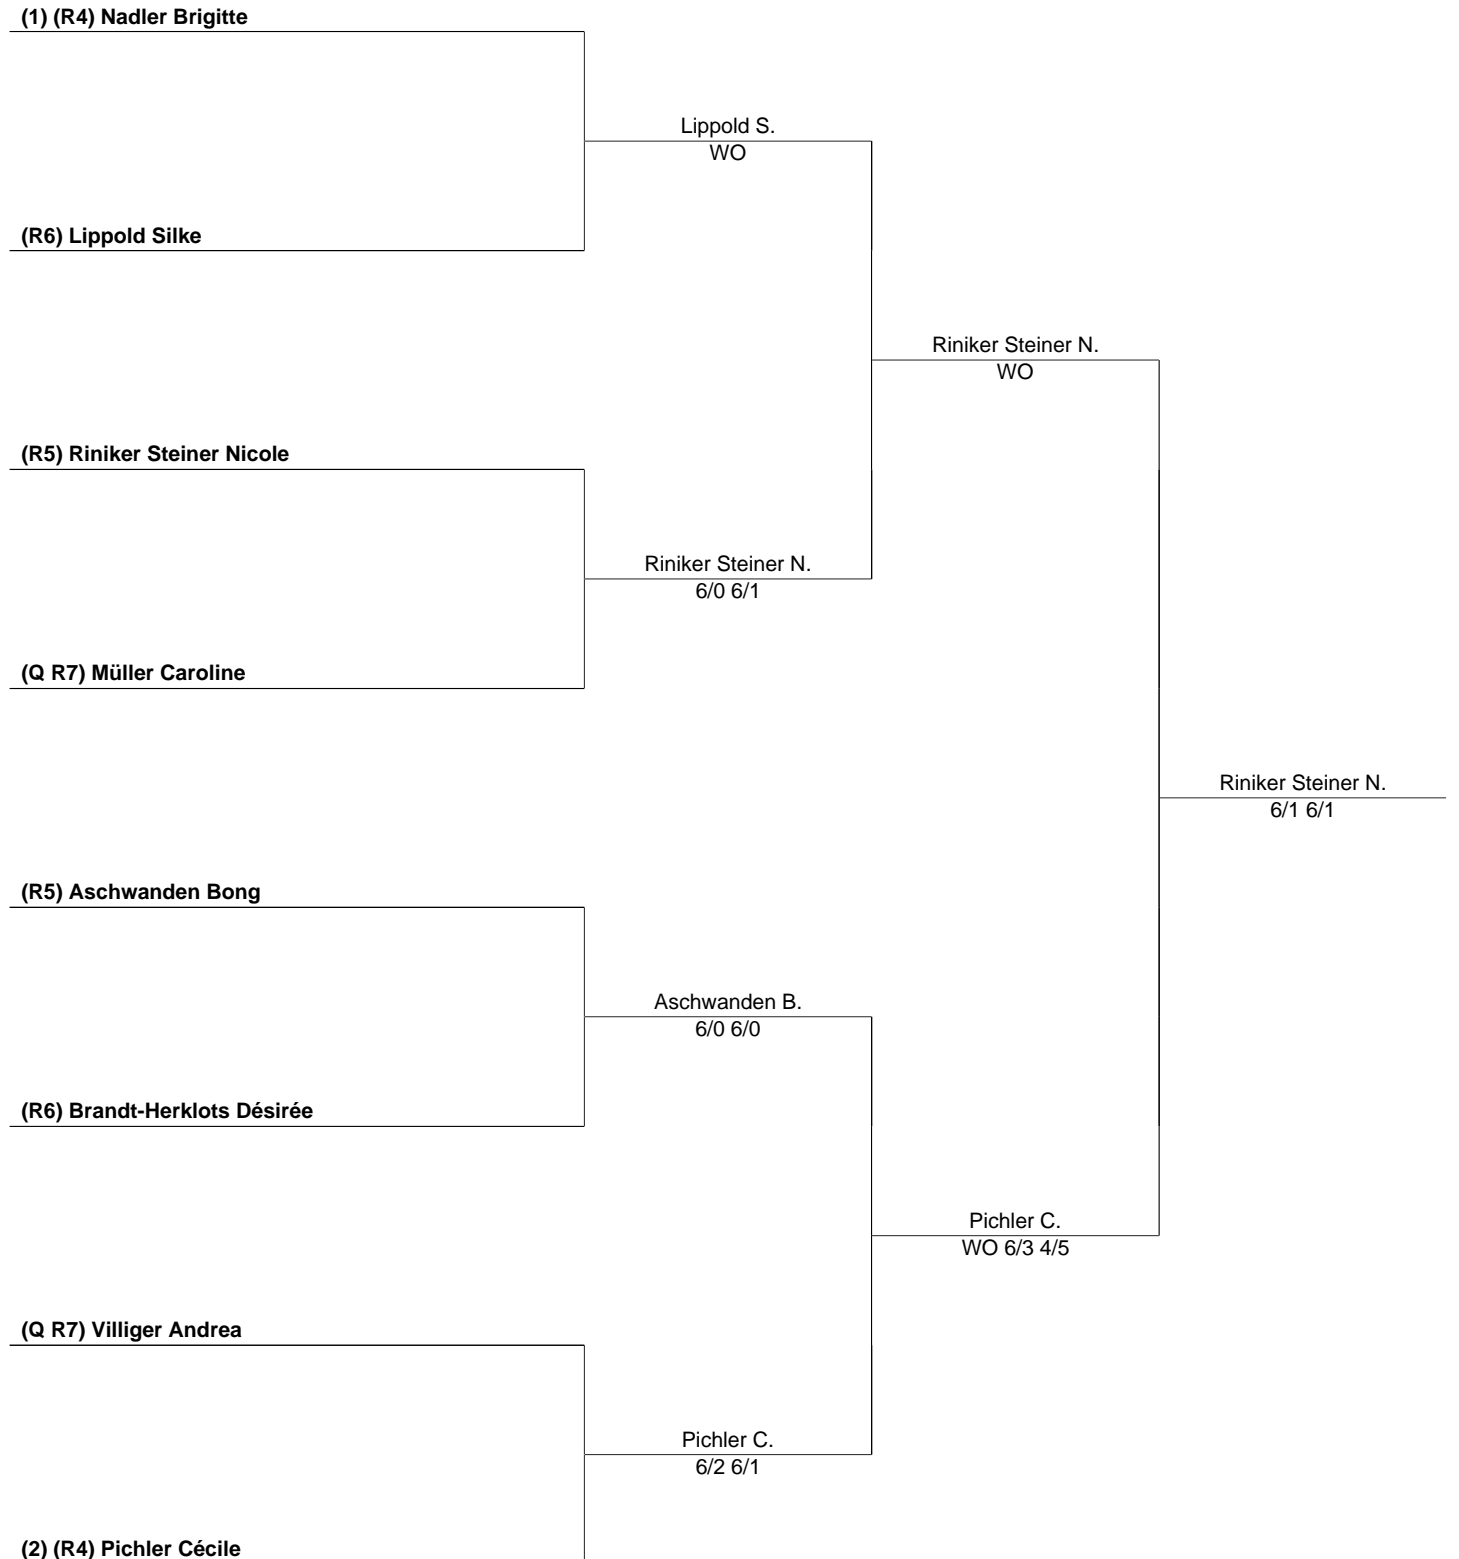 (1) (R4) Nadler Brigitte
Lippold S.
WO
(R6) Lippold Silke
Riniker Steiner N.
WO
(R5) Riniker Steiner Nicole
Riniker Steiner N.
6/0 6/1
(Q R7) Müller Caroline
Riniker Steiner N.
6/1 6/1
(R5) Aschwanden Bong
Aschwanden B.
6/0 6/0
(R6) Brandt-Herklots Désirée
Pichler C.
WO 6/3 4/5
(Q R7) Villiger Andrea
Pichler C.
6/2 6/1
(2) (R4) Pichler Cécile